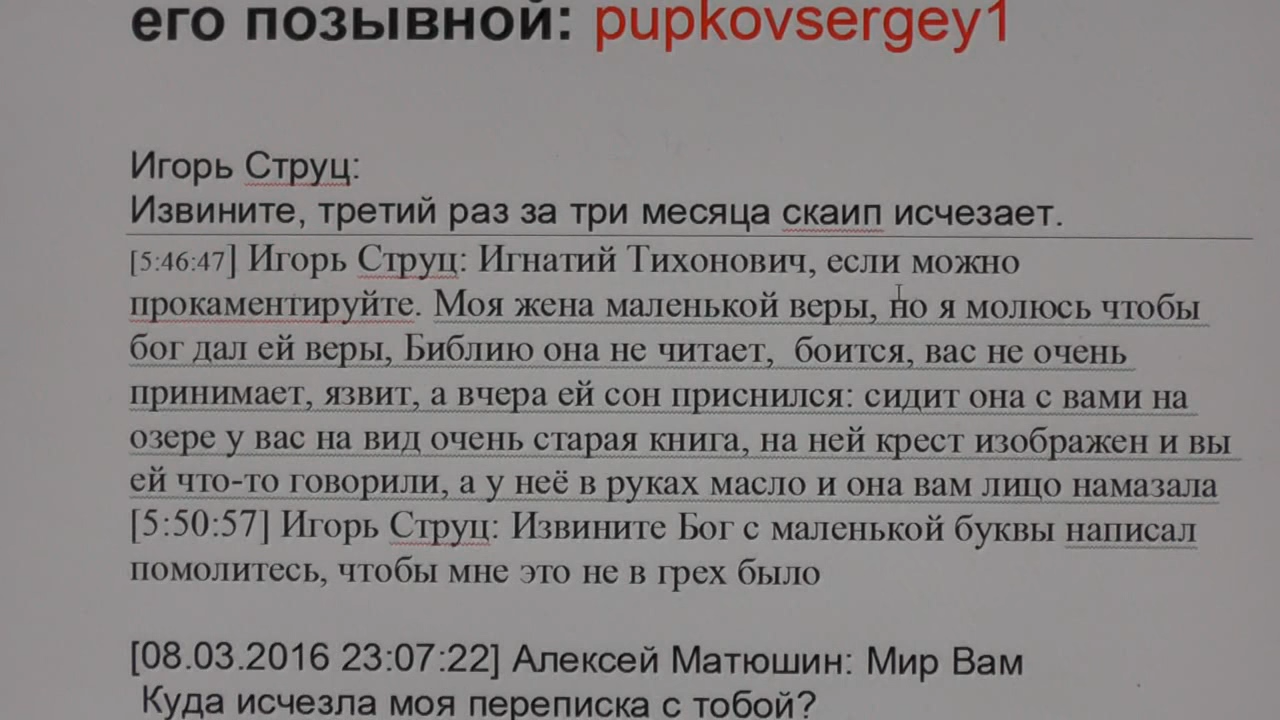 его позывной: pupkovsergey1
Игорь Струц:
Извините, третий раз за три месяца скаип исчезает.
[5:46:47] Игорь Струц: Игнатий Тихонович, если можно
прокаментируйте. Моя жена маленькой веры, но я молюсь чтобы
бог дал ей веры, Библию она не читает, боится, вас не очень
принимает, язвит, а вчера ей сон приснился: сидит она с вами на
озере у вас на вид очень старая книга, на ней крест изображен и вы
ей что-то говорили, а у неё в руках масло и она вам лицо намазала
[5:50:57] Игорь Струц: Извините Бог с маленькой буквы написал
помолитесь, чтобы мне это не в грех было
[08.03.2016 23:07:22] Алексей Матюшин: Мир Вам
Куда исчезла моя переписка с тобой?